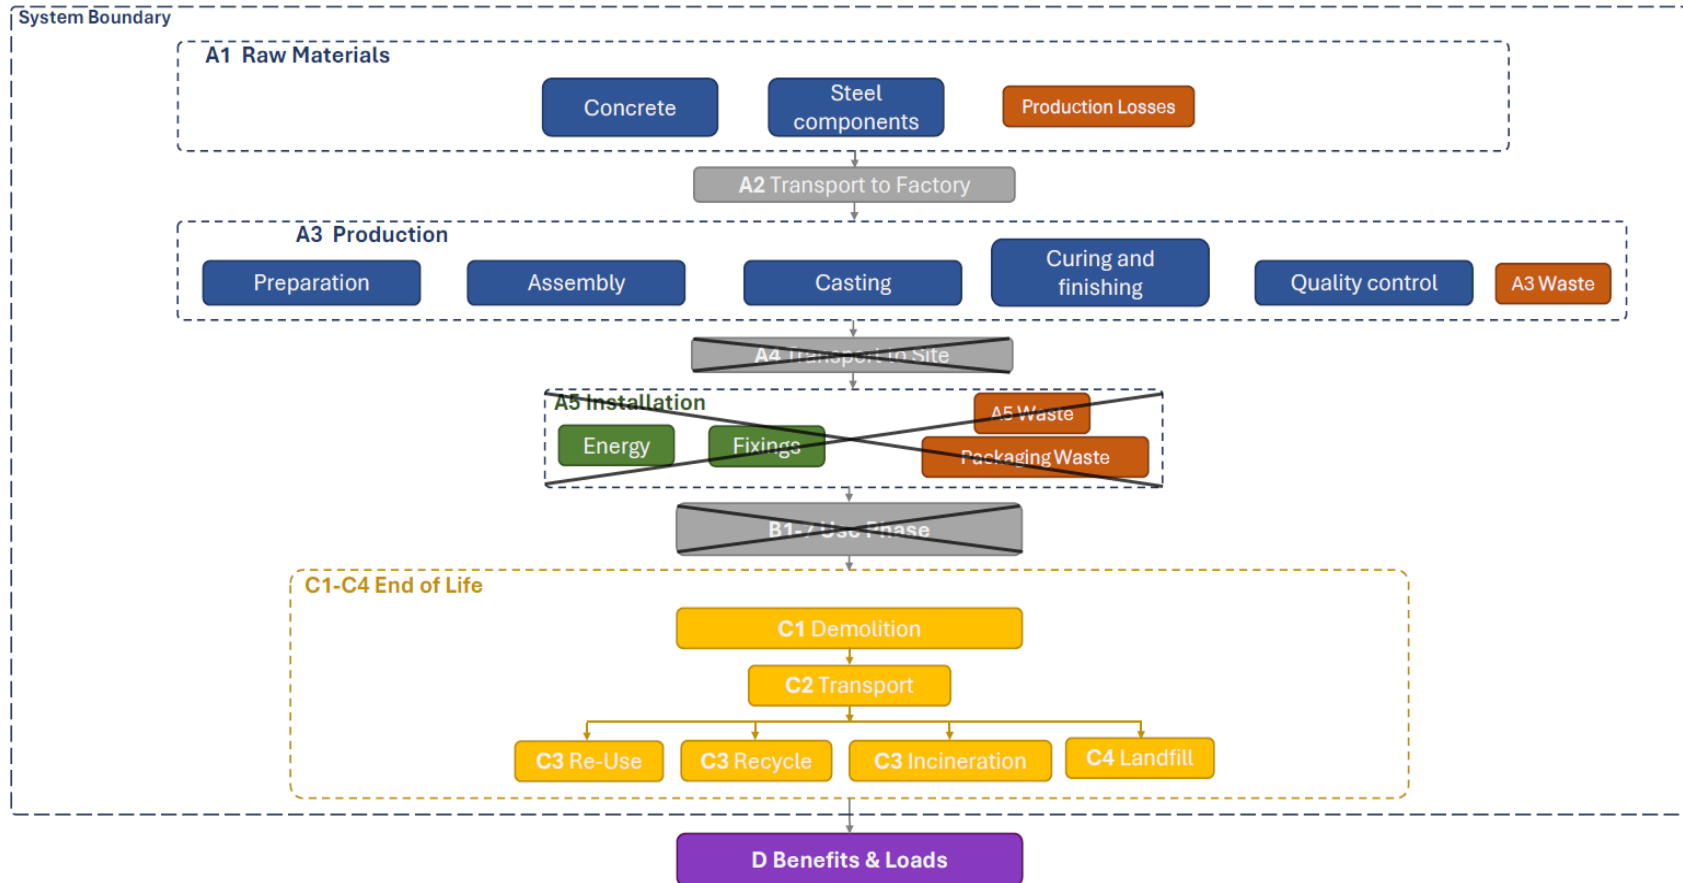 System Boundary
A1 Raw Materials
Concrete
Steel
components
Production Losses
A2 Transport to Factory
A3 Production
Preparation
Assembly
Casting
Curing and
finishing
Quality control
A3 Waste
A4 Transport to Site
A5 Installation
A5 Waste
Energy
Fixings
Packaging Waste
B1-7 Use Phase
C1-C4 End of Life
C1 Demolition
C2 Transport
C3 Re-Use
C3 Recycle
C3 Incineration
C4 Landfill
D Benefits & Loads